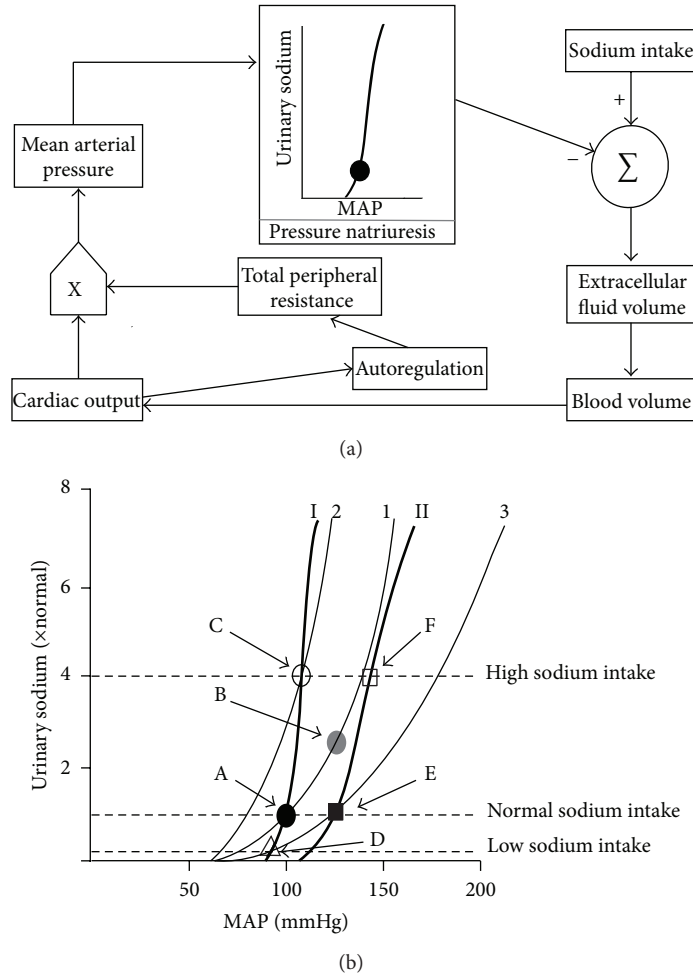 Sodium intake
+
Mean arterial
pressure
Urinary sodium
MAP
Pressure natriuresis
−
Σ
X
Total peripheral
resistance
Extracellular
fluid volume
Autoregulation
Cardiac output
Blood volume
(a)
8
I 2 1 II 3
6
C F
4 High sodium intake
B
Urinary sodium (×normal)
2
A E
Normal sodium intake
D Low sodium intake
50 100 150 200
MAP (mmHg)
(b)